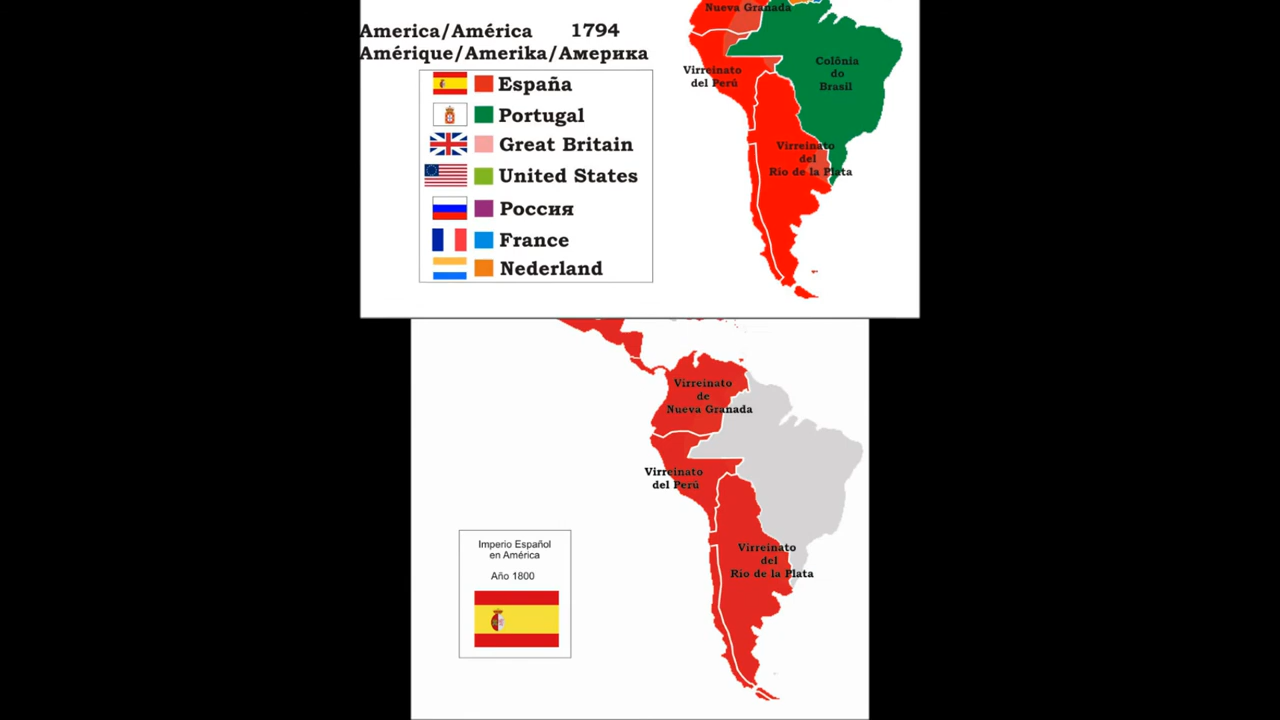 Nueva Granada
America/América 1794
Amérique/Amerika/Америка
España
Portugal
Great Britain
United States
Россия
France
Nederland
Virreinato
del Perú
Colônia
do
Brasil
Virreinato
del
Río de la Plata
Virreinato
de
Nueva Granada
Virreinato
del Perú
Virreinato
del
Río de la Plata
Imperio Español
en América
Año 1800